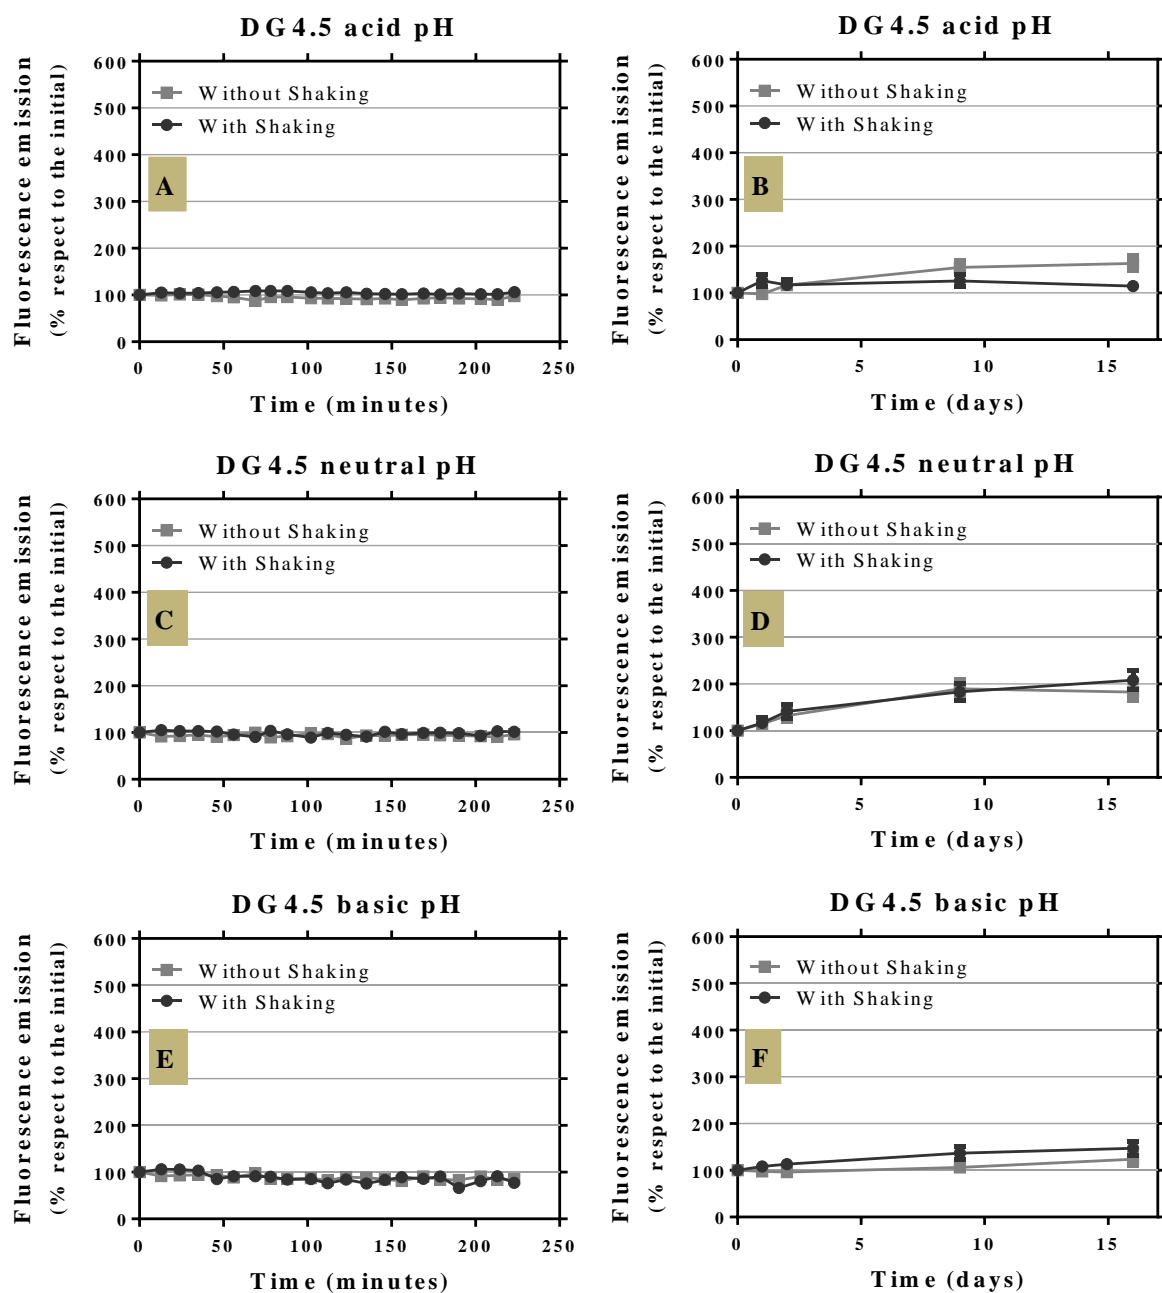 DG4.5 acid pH
Fluorescence emission
(% respect to the initial)
600
500
400
300
200
100
0
Without Shaking
With Shaking
A
0 50 100 150 200 250
Time (minutes)
DG4.5 acid pH
Fluorescence emission
(% respect to the initial)
600
500
400
300
200
100
0
Without Shaking
With Shaking
B
0 5 10 15
Time (days)
DG4.5 neutral pH
Fluorescence emission
(% respect to the initial)
600
500
400
300
200
100
0
Without Shaking
With Shaking
C
0 50 100 150 200 250
Time (minutes)
DG4.5 neutral pH
Fluorescence emission
(% respect to the initial)
600
500
400
300
200
100
0
Without Shaking
With Shaking
D
0 5 10 15
Time (days)
DG4.5 basic pH
Fluorescence emission
(% respect to the initial)
600
500
400
300
200
100
0
Without Shaking
With Shaking
E
0 50 100 150 200 250
Time (minutes)
DG4.5 basic pH
Fluorescence emission
(% respect to the initial)
600
500
400
300
200
100
0
Without Shaking
With Shaking
F
0 5 10 15
Time (days)